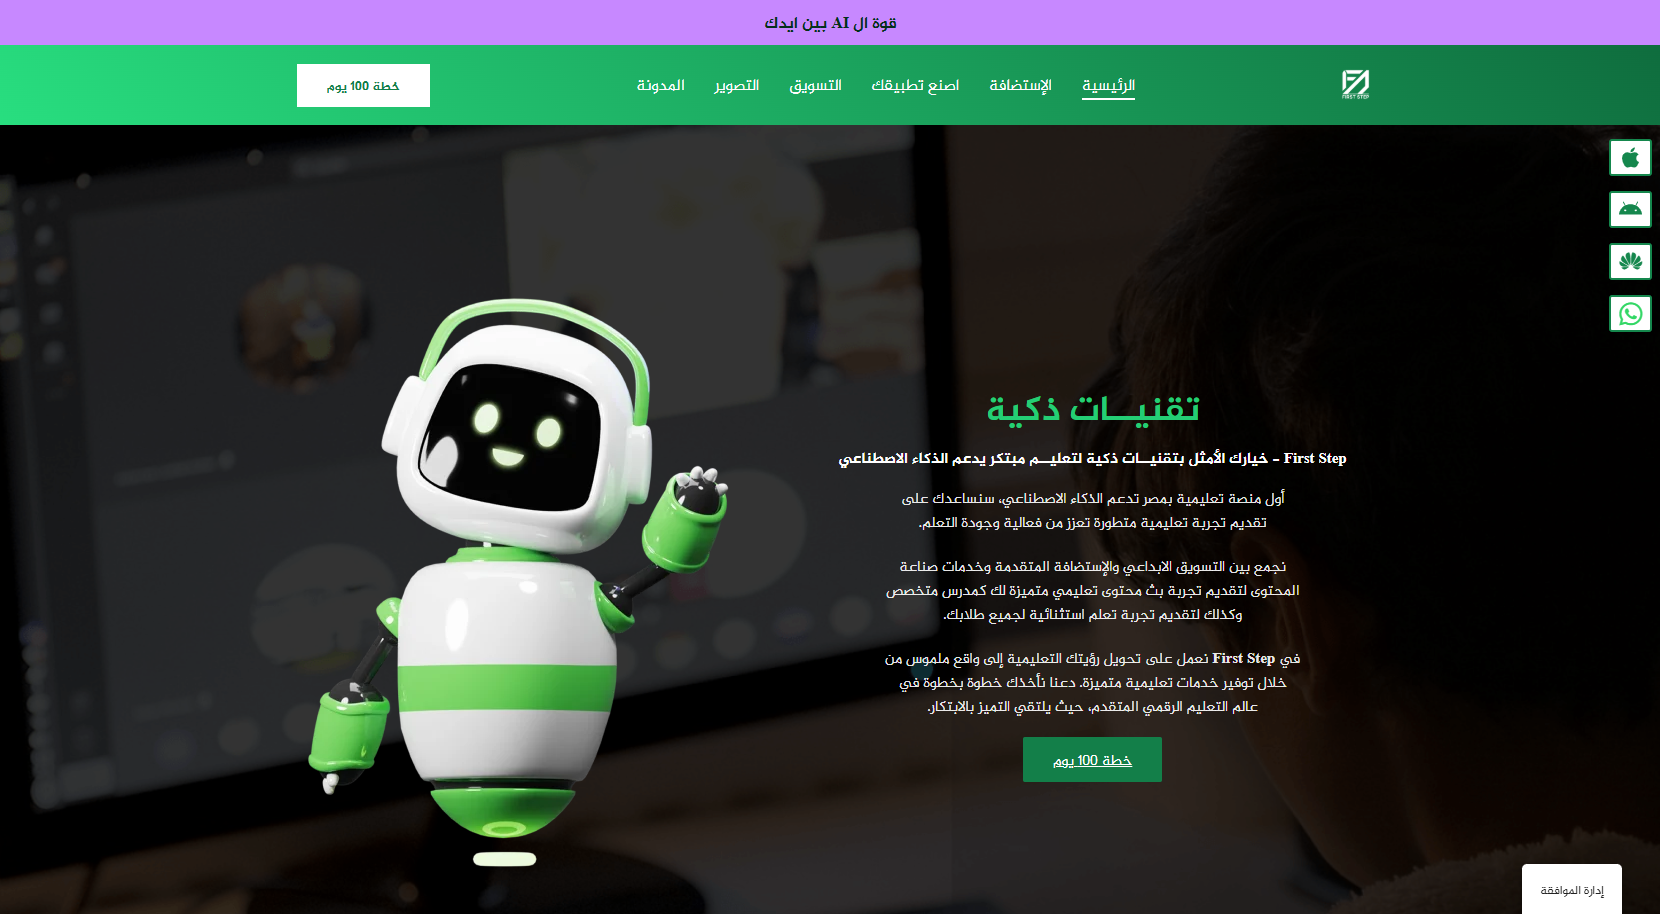 قوة ال AI بين ايدك
FIRST STEP
الرئيسية
الإستضافة
اصنع تطبيقك
التسويق
التصوير
المدونة
خطة 100 يوم
تقنيـــات ذكية
First Step – خيارك الأمثل بتقنيــات ذكية لتعليــم مبتكر يدعم الذكاء الاصطناعي
أول منصة تعليمية بمصر تدعم الذكاء الاصطناعي، سنساعدك على
تقديم تجربة تعليمية متطورة تعزز من فعالية وجودة التعلم.
نجمع بين التسويق الابداعي والإستضافة المتقدمة وخدمات صناعة
المحتوى لتقديم تجربة بث محتوى تعليمي متميزة لك كمدرس متخصص
وكذلك لتقديم تجربة تعلم استثنائية لجميع طلابك.
في First Step نعمل على تحويل رؤيتك التعليمية إلى واقع ملموس من
خلال توفير خدمات تعليمية متميزة. دعنا نأخذك خطوة بخطوة في
عالم التعليم الرقمي المتقدم، حيث يلتقي التميز بالابتكار.
خطة 100 يوم
إدارة الموافقة